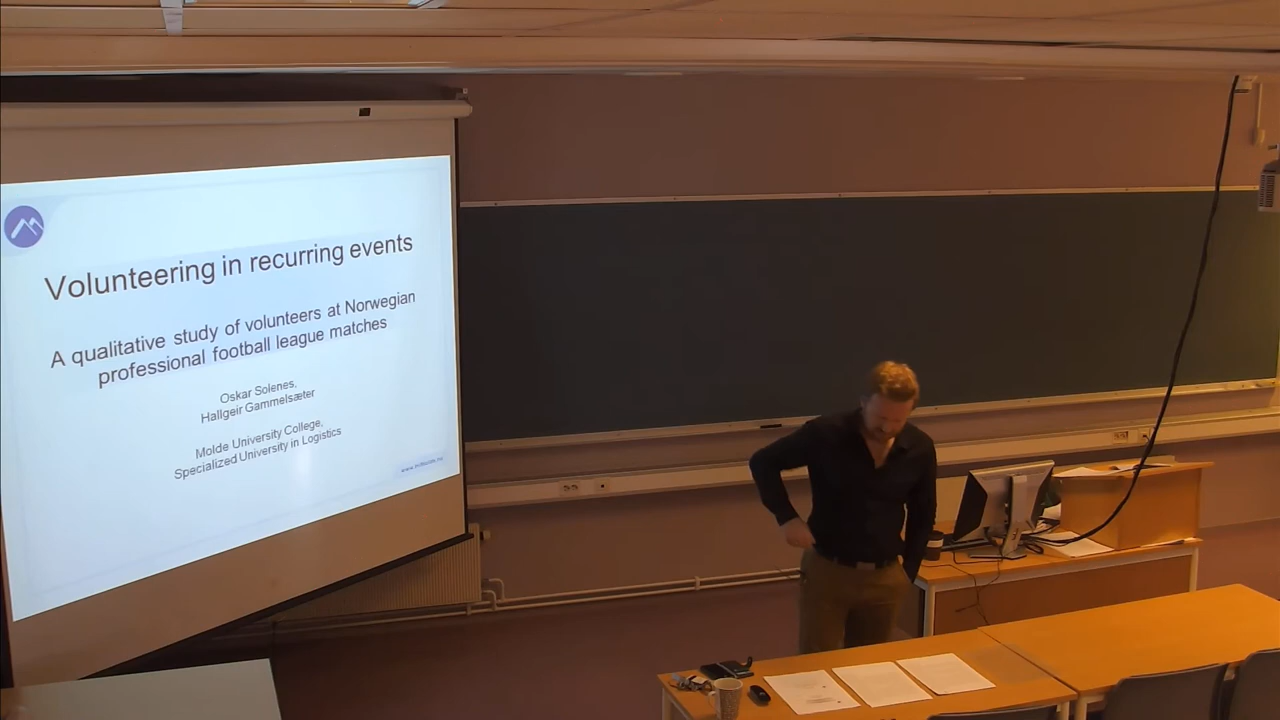 Volunteering in recurring events
A qualitative study of volunteers at Norwegian
professional football league matches
Oskar Solenes,
Hallgeir Gammelsæter
Molde University College,
Specialized University in Logistics